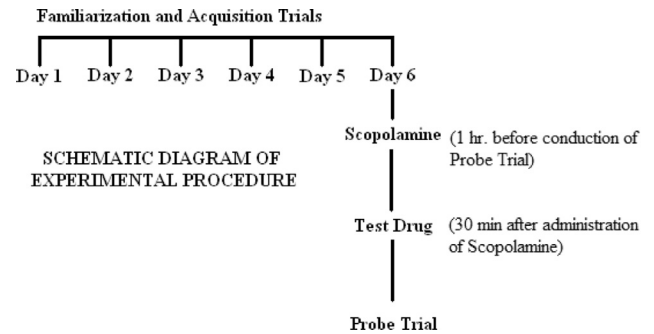 Familiarization and Acquisition Trials
Day 1 Day 2 Day 3 Day 4 Day 5 Day 6
Scopolamine (1 hr. before conduction of
Probe Trial)
SCHEMATIC DIAGRAM OF
EXPERIMENTAL PROCEDURE
Test Drug (30 min after administration
of Scopolamine)
Probe Trial